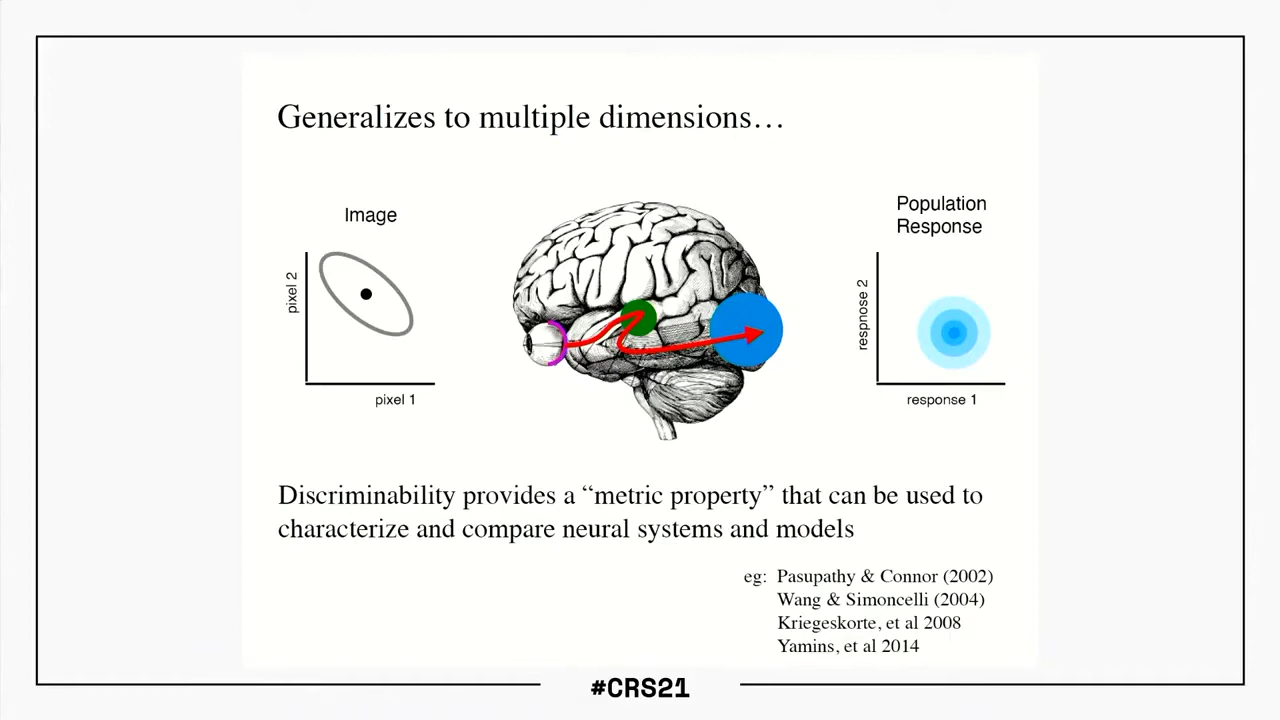 Generalizes to multiple dimensions…
Image
pixel 2
pixel 1
Population
Response
respnose 2
response 1
Discriminability provides a “metric property” that can be used to
characterize and compare neural systems and models
eg: Pasupathy & Connor (2002)
Wang & Simoncelli (2004)
Kriegeskorte, et al 2008
Yamins, et al 2014
#CRS21